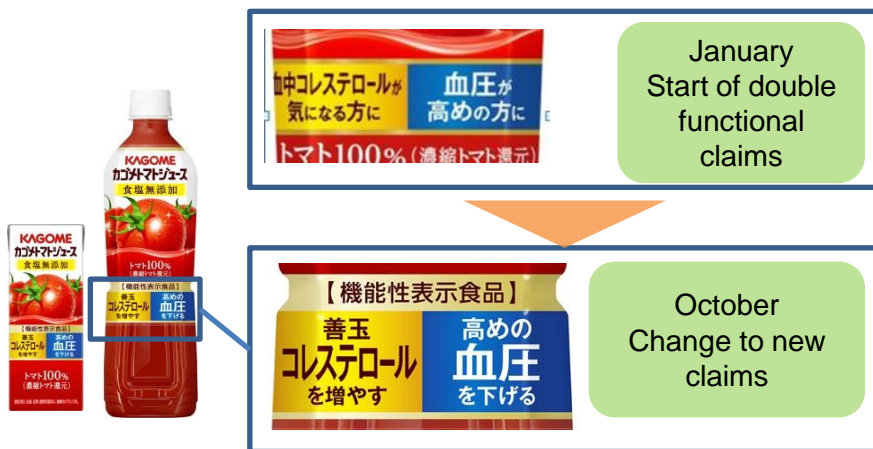 血中コレステロールが
気になる方に
血圧が
高めの方に
トマト100%(濃縮トマト還元)
January
Start of double
functional
claims
KAGOME
カゴメトマトジュース
食塩無添加
トマト100%
(濃縮トマト還元)
【機能性表示食品】
善玉
コレステロール
を増やす
高めの
血圧
を下げる
KAGOME
カゴメトマトジュース
食塩無添加
【機能性表示食品】
善玉
コレステロール
を増やす
高めの
血圧
を下げる
トマト100%
(濃縮トマト還元)
【機能性表示食品】
善玉
コレステロール
を増やす
高めの
血圧
を下げる
October
Change to new
claims